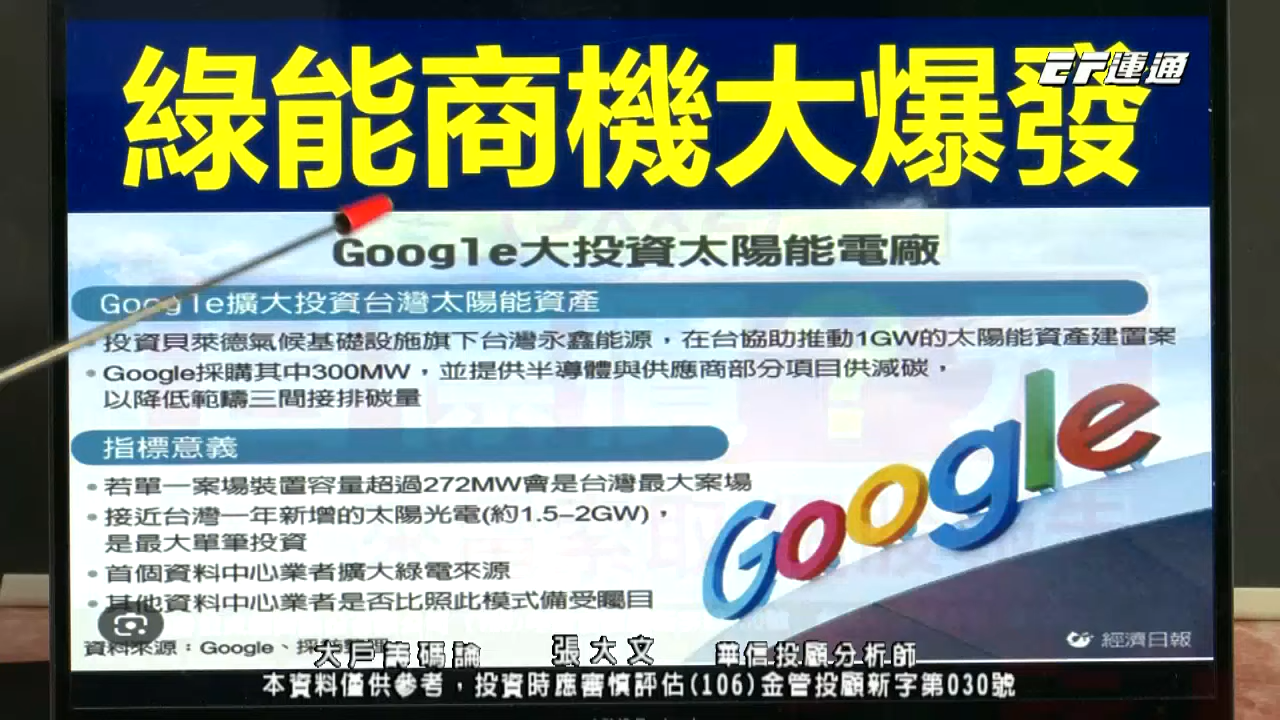 綠能商機大爆發
EF運通
Google大投資太陽能電廠
Google擴大投資台灣太陽能資產
投資貝萊德氣候基礎設施旗下台灣永鑫能源，在台協助推動1GW的太陽能資產建置案
•Google採購其中300MW，並提供半導體與供應商部分項目供減碳，
以降低範疇三間接排碳量
指標意義
•若單一案場裝置容量超過272MW會是台灣最大案場
•接近台灣一年新增的太陽光電(約1.5-2GW)，
是最大單筆投資
•首個資料中心業者擴大綠電來源
•其他資料中心業者是否比照此模式備受矚目
Google
資料來源：Google、採訪整理
經濟日報
大戶籌碼論 張大文 華信投顧分析師
本資料僅供參考，投資時應審慎評估(106)金管投顧新字第030號